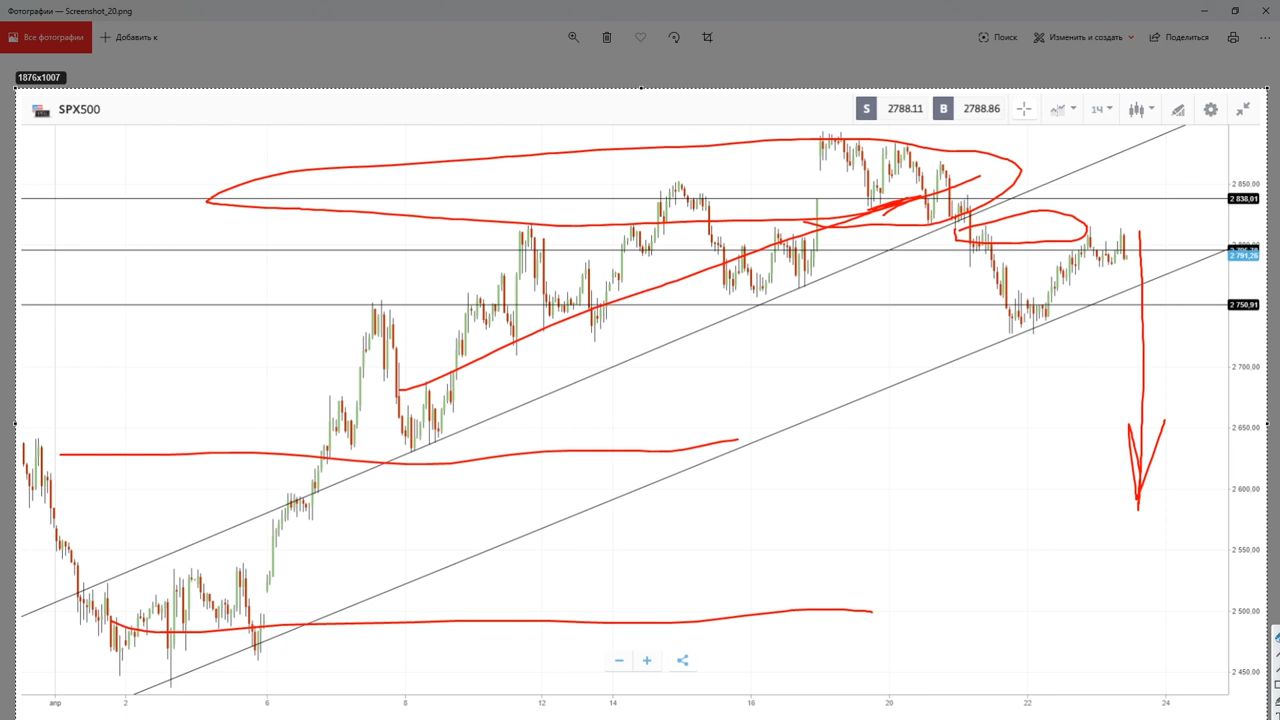 Фотографии — Screenshot_20.png
Все фотографии
Добавить к
Поиск
Изменить и создать
Поделиться
1876x1007
SPX500
S 2788.11 B 2788.86
1Ч
2 850,00
2 838,01
2 791,26
2 750,91
2 700,00
2 650,00
2 600,00
2 550,00
2 500,00
2 450,00
апр 2 6 8 12 14 16 20 22 24